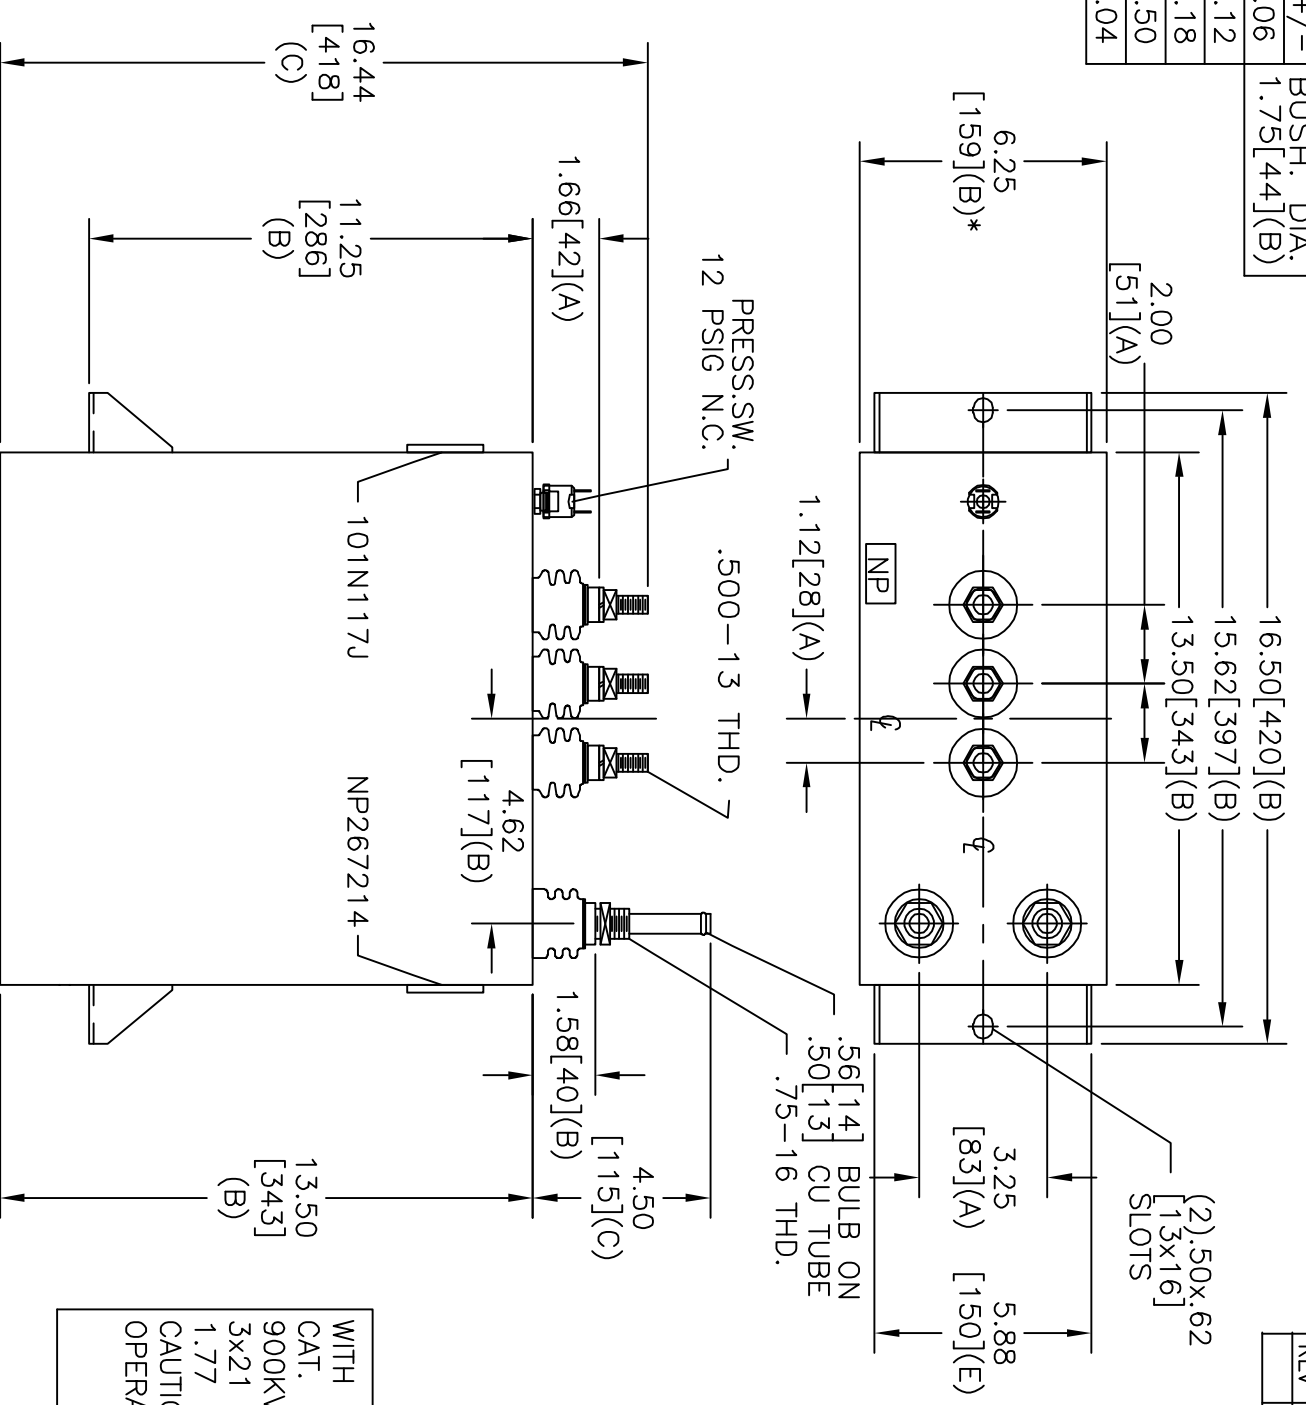 +/-
.06
.12
.18
.50
.04
BUSH. DIA.
1.75[44](B)
6.25
[159](B)*
2.00
[51](A)
16.50[420](B)
15.62[397](B)
13.50[343](B)
NP
1.12[28](A)
(2).50x.62
[13x16]
SLOTS
3.25
[83](A)
5.88
[150](E)
16.44
[418]
(C)
11.25
[286]
(B)
1.66[42](A)
PRESS.SW.
12 PSIG N.C.
.500-13 THD.
101N117J
NP267214
4.62
[117](B)
.56[14] BULB ON
.50[13] CU TUBE
.75-16 THD.
1.58[40](B)
4.50
[115](C)
13.50
[343]
(B)
REV
WITH
CAT.
3x21
1.77